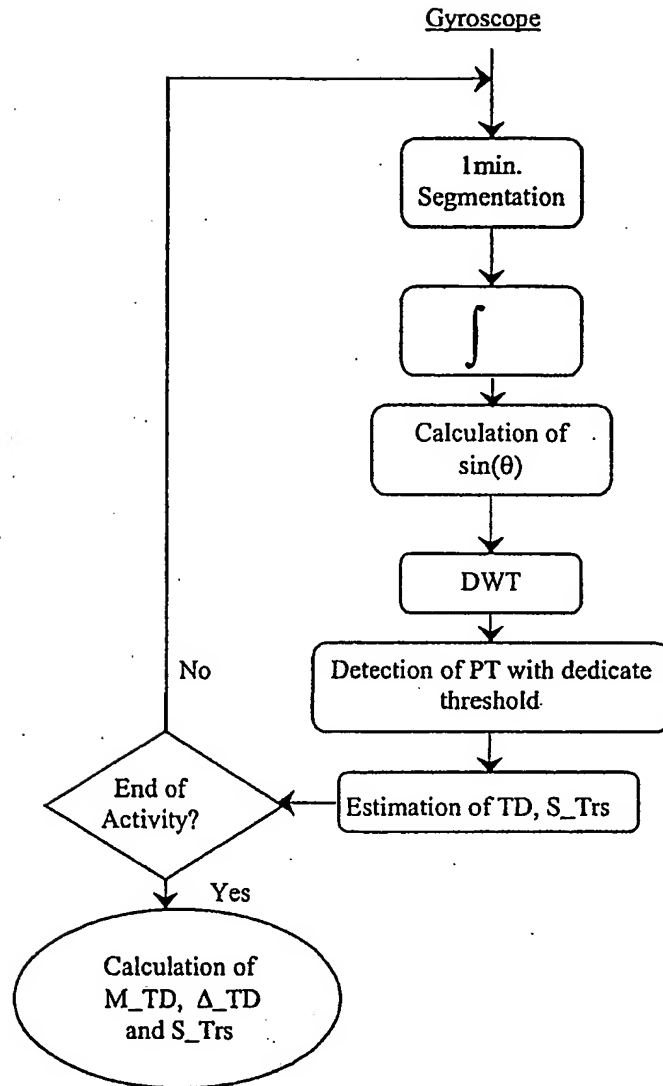 Gyroscope
1min.
Segmentation
∫
Calculation of
sin(θ)
DWT
Detection of PT with dedicate
threshold
Estimation of TD, S_Trs
End of
Activity?
No
Yes
Calculation of
M_TD, Δ_TD
and S_Trs